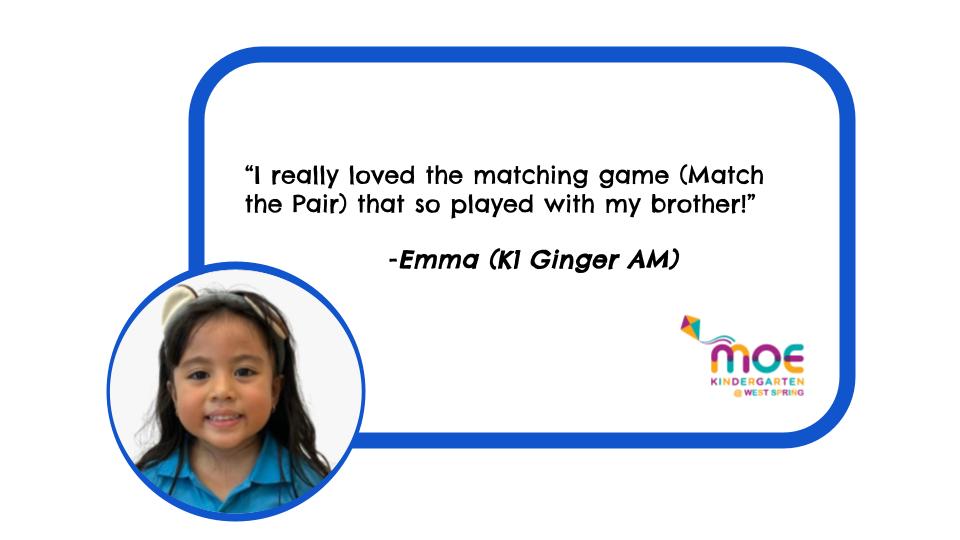 “I really loved the matching game (Match
the Pair) that so played with my brother!”
-Emma (K1 Ginger AM)
moe
KINDERGARTEN
@ WEST SPRING